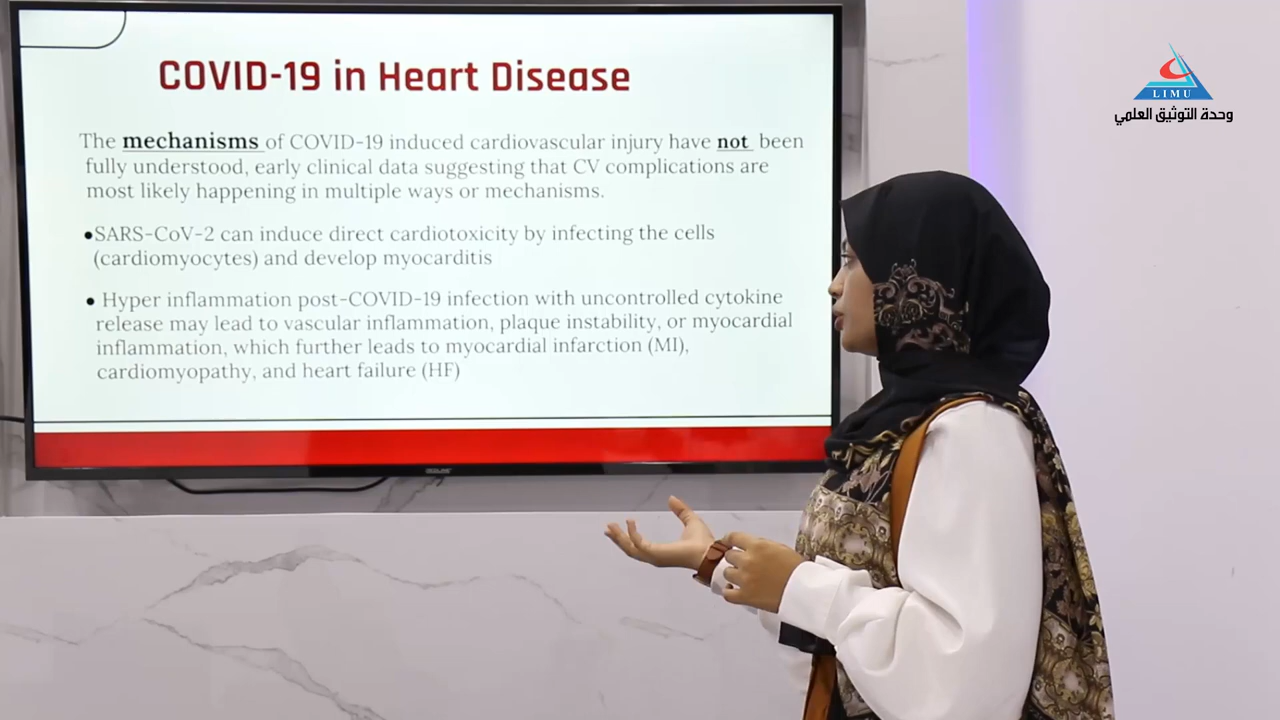 COVID-19 in Heart Disease
The mechanisms of COVID-19 induced cardiovascular injury have not been
fully understood, early clinical data suggesting that CV complications are
most likely happening in multiple ways or mechanisms.
●SARS-CoV-2 can induce direct cardiotoxicity by infecting the cells
(cardiomyocytes) and develop myocarditis
● Hyper inflammation post-COVID-19 infection with uncontrolled cytokine
release may lead to vascular inflammation, plaque instability, or myocardial
inflammation, which further leads to myocardial infarction (MI),
cardiomyopathy, and heart failure (HF)
LIMU
وحدة التوثيق العلمي